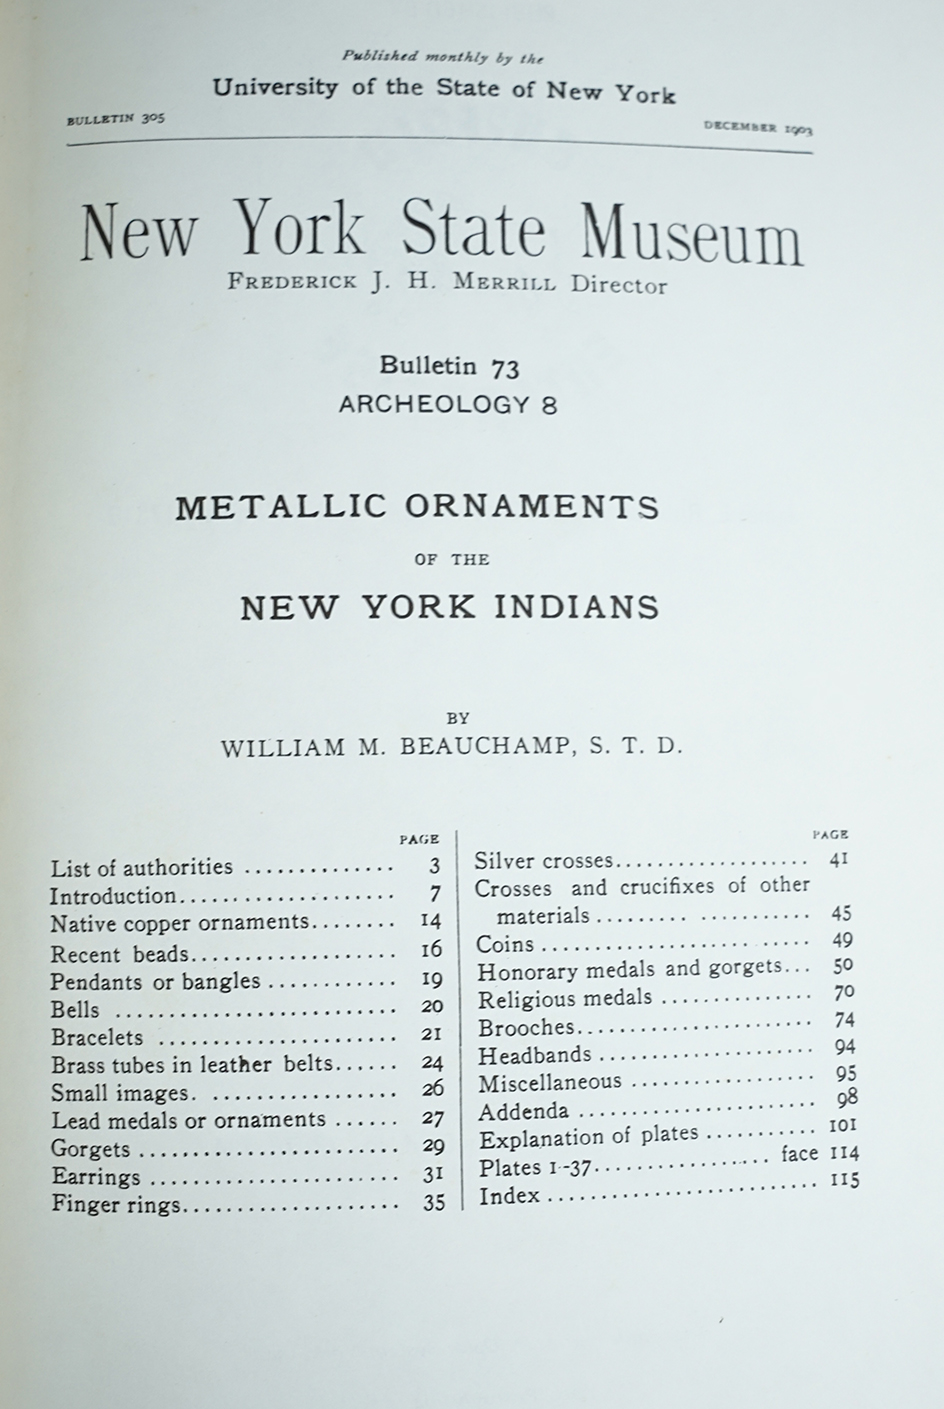 Published monthly by the
University of the State of New York
BULLETIN 305
DECEMBER 1903
New York State Museum
FREDERICK J. H. MERRILL Director
Bulletin 73
ARCHEOLOGY 8
METALLIC ORNAMENTS
OF THE
NEW YORK INDIANS
BY
WILLIAM M. BEAUCHAMP, S. T. D.
PAGE
List of authorities .............. 3
Introduction..................... 7
Native copper ornaments........ 14
Recent beads................... 16
Pendants or bangles ............ 19
Bells .......................... 20
Bracelets ...................... 21
Brass tubes in leather belts...... 24
Small images. .................. 26
Lead medals or ornaments ...... 27
Gorgets ........................ 29
Earrings ....................... 31
Finger rings.................... 35
PAGE
Silver crosses................... 41
Crosses and crucifixes of other
materials ......... ........... 45
Coins .......................... 49
Honorary medals and gorgets... 50
Religious medals ............... 70
Brooches....................... 74
Headbands ..................... 94
Miscellaneous .................. 95
Addenda ....................... 98
Explanation of plates ........... 101
Plates 1-37................. face 114
Index .......................... 115